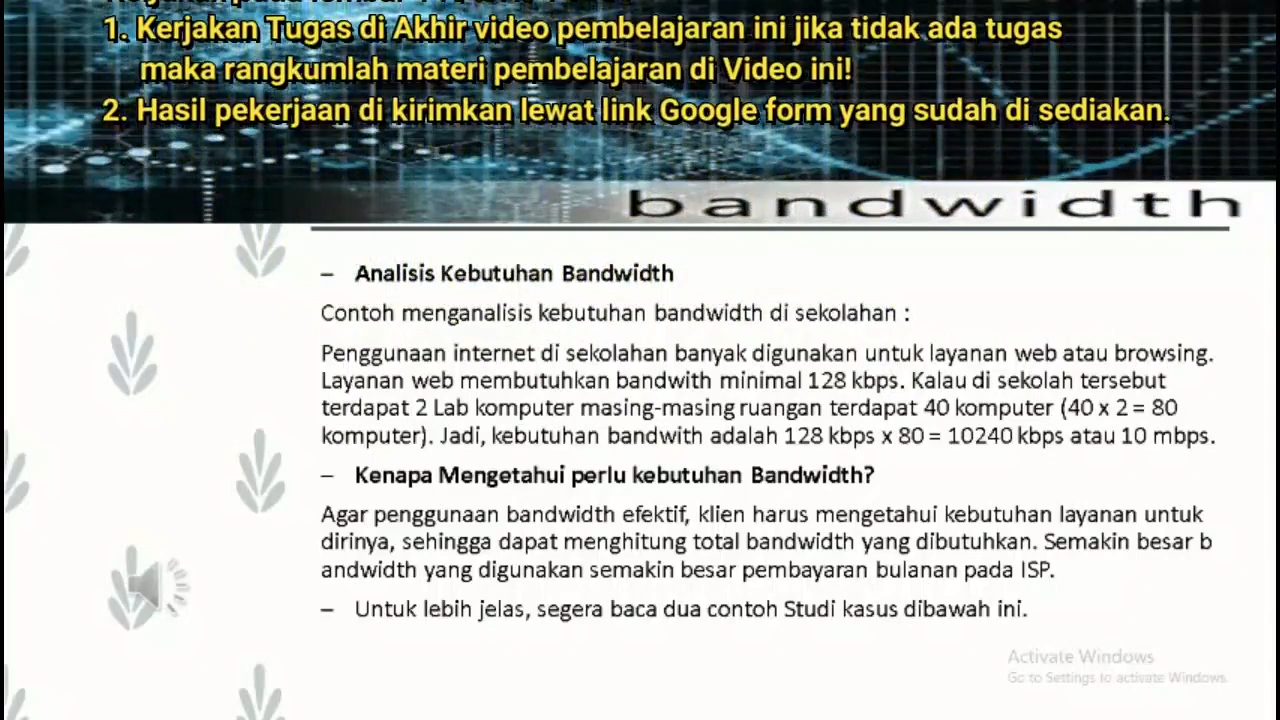 1. Kerjakan Tugas di Akhir video pembelajaran ini jika tidak ada tugas
maka rangkumlah materi pembelajaran di Video ini!
2. Hasil pekerjaan di kirimkan lewat link Google form yang sudah di sediakan.
bandwidth
– Analisis Kebutuhan Bandwidth
Contoh menganalisis kebutuhan bandwidth di sekolahan :
Penggunaan internet di sekolahan banyak digunakan untuk layanan web atau browsing.
Layanan web membutuhkan bandwith minimal 128 kbps. Kalau di sekolah tersebut
terdapat 2 Lab komputer masing-masing ruangan terdapat 40 komputer (40 x 2 = 80
komputer). Jadi, kebutuhan bandwith adalah 128 kbps x 80 = 10240 kbps atau 10 mbps.
– Kenapa Mengetahui perlu kebutuhan Bandwidth?
Agar penggunaan bandwidth efektif, klien harus mengetahui kebutuhan layanan untuk
dirinya, sehingga dapat menghitung total bandwidth yang dibutuhkan. Semakin besar b
andwidth yang digunakan semakin besar pembayaran bulanan pada ISP.
– Untuk lebih jelas, segera baca dua contoh Studi kasus dibawah ini.
Activate Windows
Go to Settings to activate Windows.